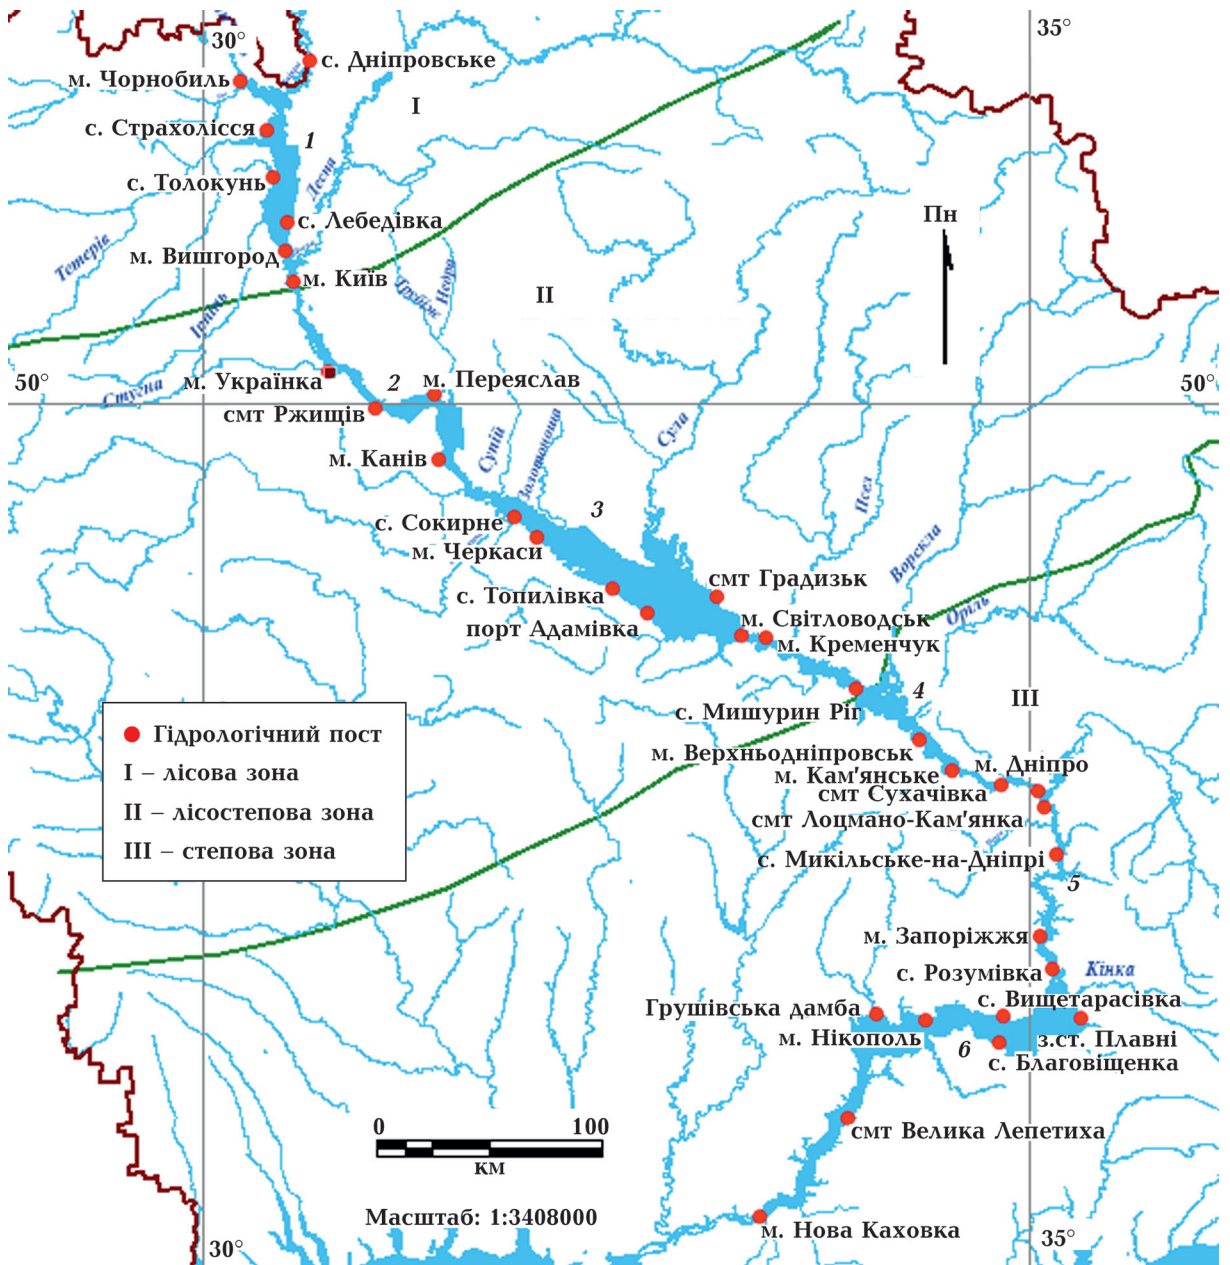 30°
35°
с. Дніпровське
м. Чорнобиль
I
с. Страхолісся
1
Десна
с. Толокунь
Пн
с. Лебедівка
Тетерів
м. Вишгород
м. Київ
Недра
Трубіж
II
Ірпінь
50°
м. Українка
2
м. Переяслав
50°
Стугна
смт Ржищів
Сула
Супій
Золотоноша
м. Канів
Псел
3
с. Сокирне
м. Черкаси
Ворскла
смт Градизьк
с. Топилівка
Оріль
порт Адамівка
м. Світловодськ
м. Кременчук
4
III
с. Мишурин Ріг
Гідрологічний пост
I – лісова зона
II – лісостепова зона
III – степова зона
м. Верхньодніпровськ
м. Кам'янське
м. Дніпро
смт Сухачівка
смт Лоцмано-Кам'янка
с. Микільське-на-Дніпрі
5
м. Запоріжжя
с. Розумівка
Кінка
с. Вищетарасівка
Грушівська дамба
м. Нікополь
6
з.ст. Плавні
с. Благовіщенка
0 100
км
смт Велика Лепетиха
Масштаб: 1:3408000
м. Нова Каховка
30°
35°